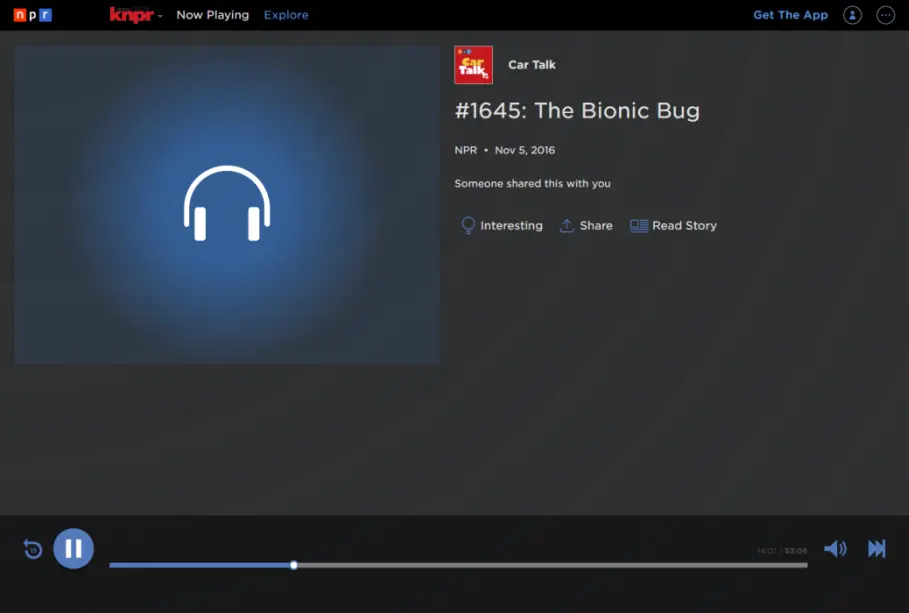 npr
knpr
Now Playing
Explore
Get The App
Car Talk
Car Talk
#1645: The Bionic Bug
NPR • Nov 5, 2016
Someone shared this with you
Interesting
Share
Read Story
15
14:01 / 53:06